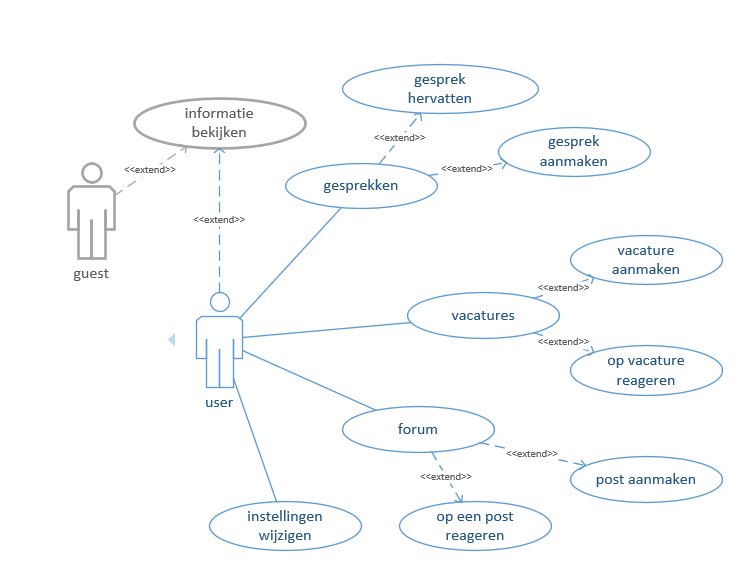 gesprek
hervatten
informatie
bekijken
<<extend>>
gesprek
aanmaken
<<extend>>
<<extend>>
gesprekken
<<extend>>
guest
vacature
aanmaken
<<extend>>
vacatures
<<extend>>
op vacature
reageren
user
forum
<<extend>>
<<extend>>
post aanmaken
instellingen
wijzigen
op een post
reageren